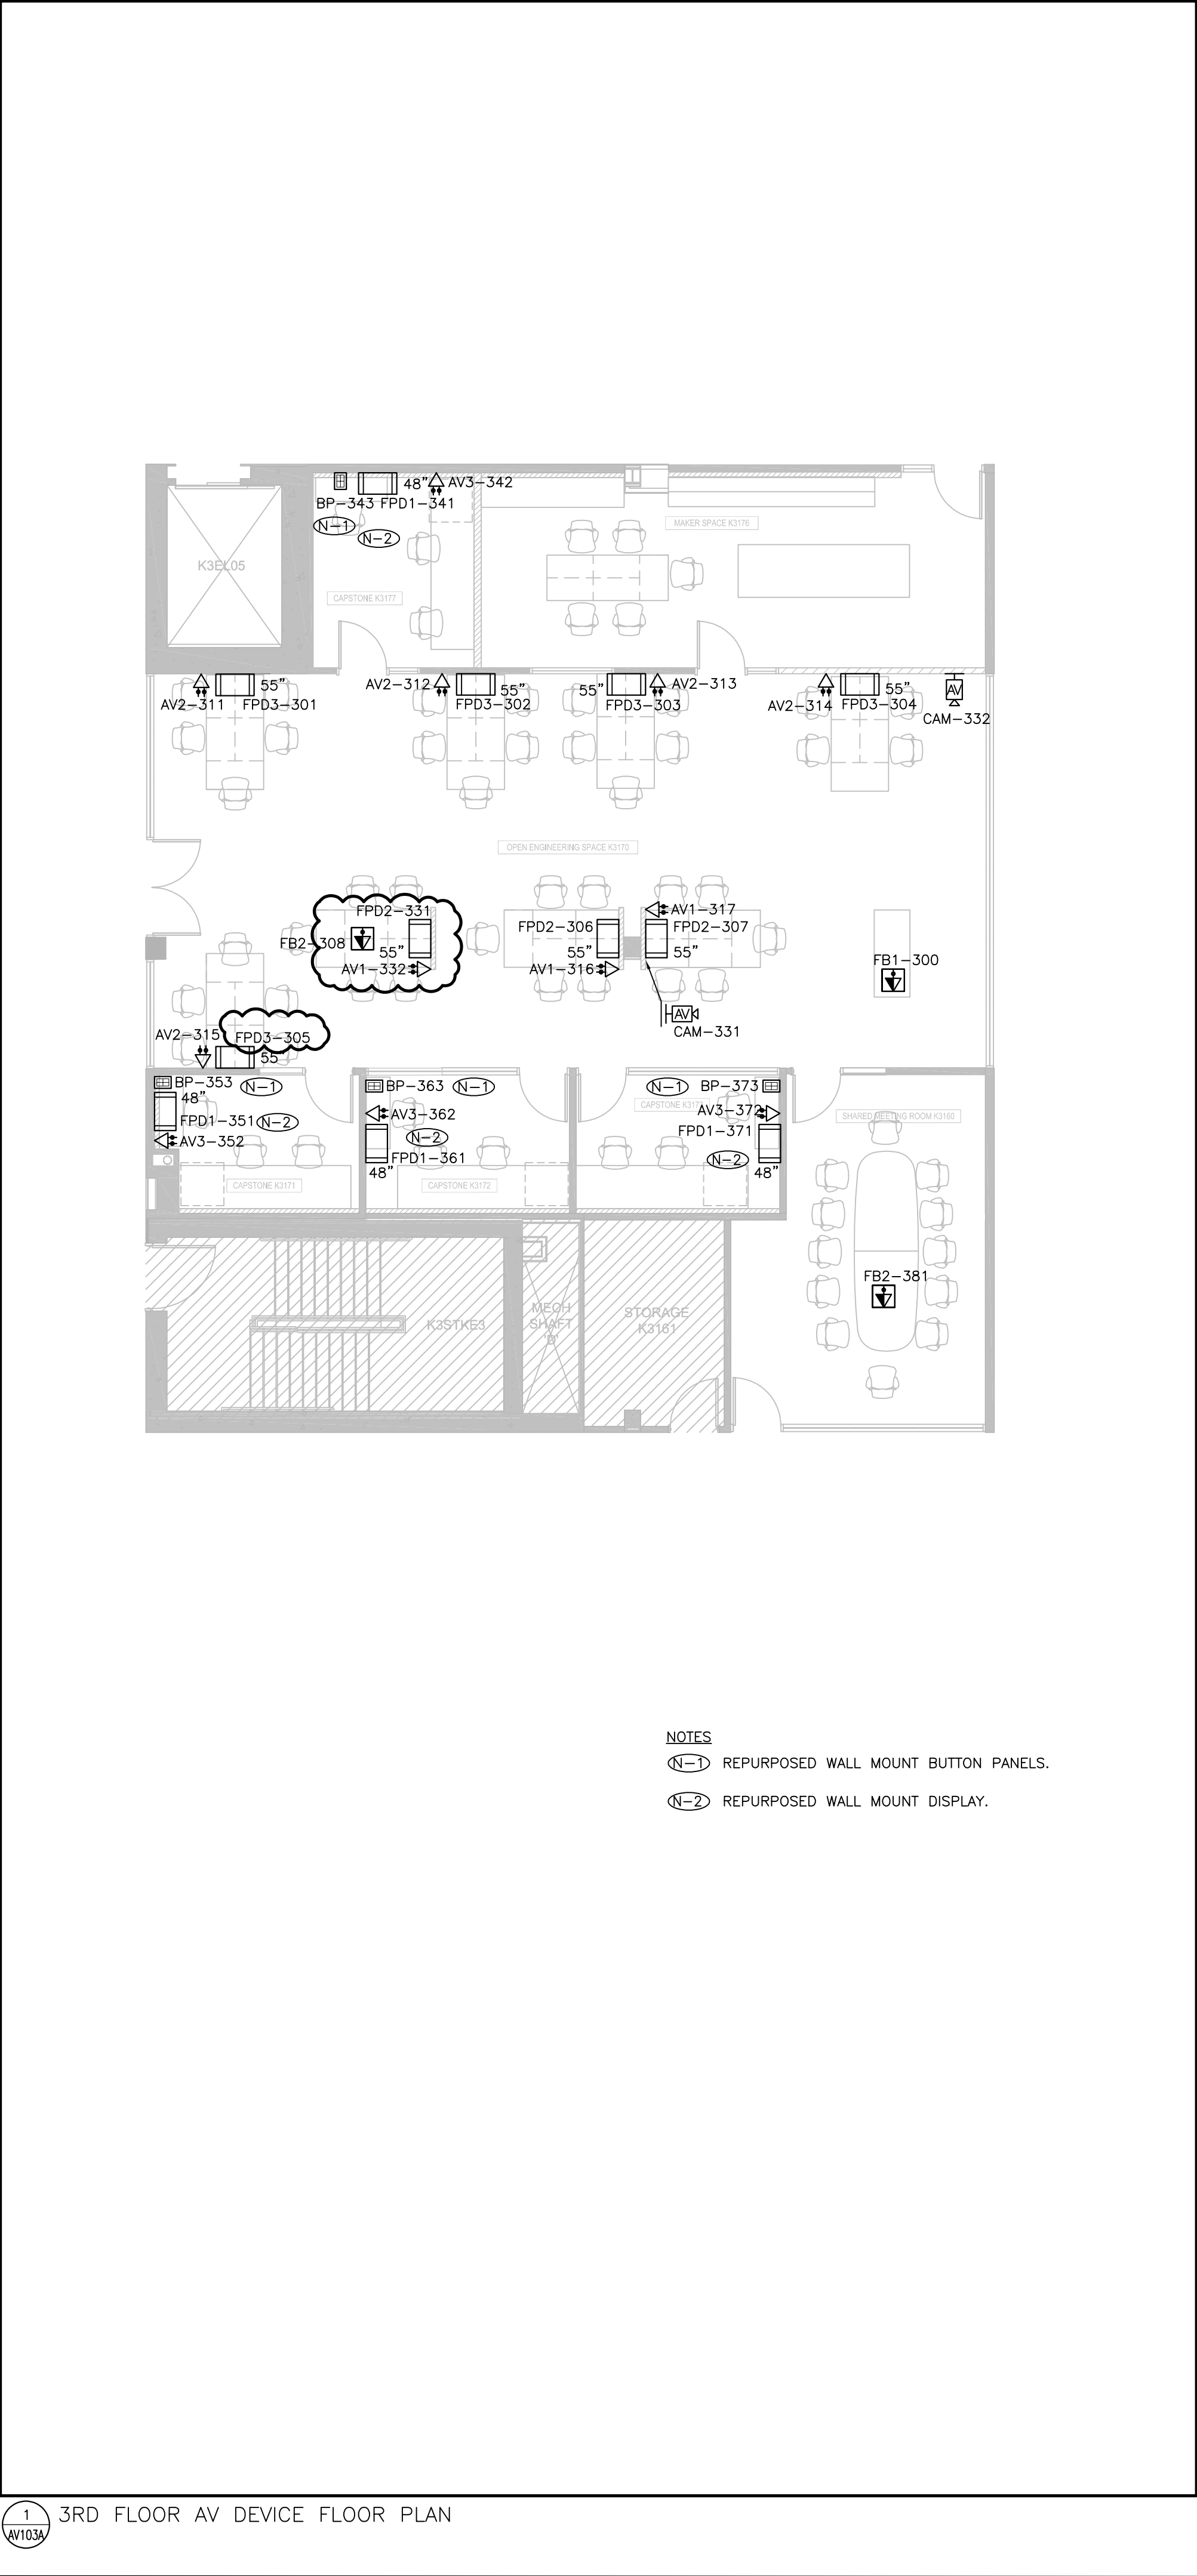 48" AV3-342
BP-343 FPD1-341
N-1
N-2
MAKER SPACE K3176
K3EL05
CAPSTONE K3177
AV2-311 55" FPD3-301
AV2-312 55" FPD3-302
55" AV2-313 FPD3-303
AV2-314 55" FPD3-304
AV
CAM-332
OPEN ENGINEERING SPACE K3170
FPD2-331
FB2-308
55"
AV1-332
AV1-317
FPD2-306 FPD2-307
55" 55"
AV1-316
AV
CAM-331
FB1-300
AV2-315 FPD3-305
55"
BP-353 N-1
48"
FPD1-351 N-2
AV3-352
CAPSTONE K3171
BP-363 N-1
AV3-362
N-2
FPD1-361
48"
CAPSTONE K3172
N-1 BP-373
AV3-372
FPD1-371
N-2 48"
SHARED MEETING ROOM K3160
FB2-381
K3STKE3
MECH
SHAFT
'D'
STORAGE
K3161
NOTES
N-1 REPURPOSED WALL MOUNT BUTTON PANELS.
N-2 REPURPOSED WALL MOUNT DISPLAY.
1
AV103A
3RD FLOOR AV DEVICE FLOOR PLAN